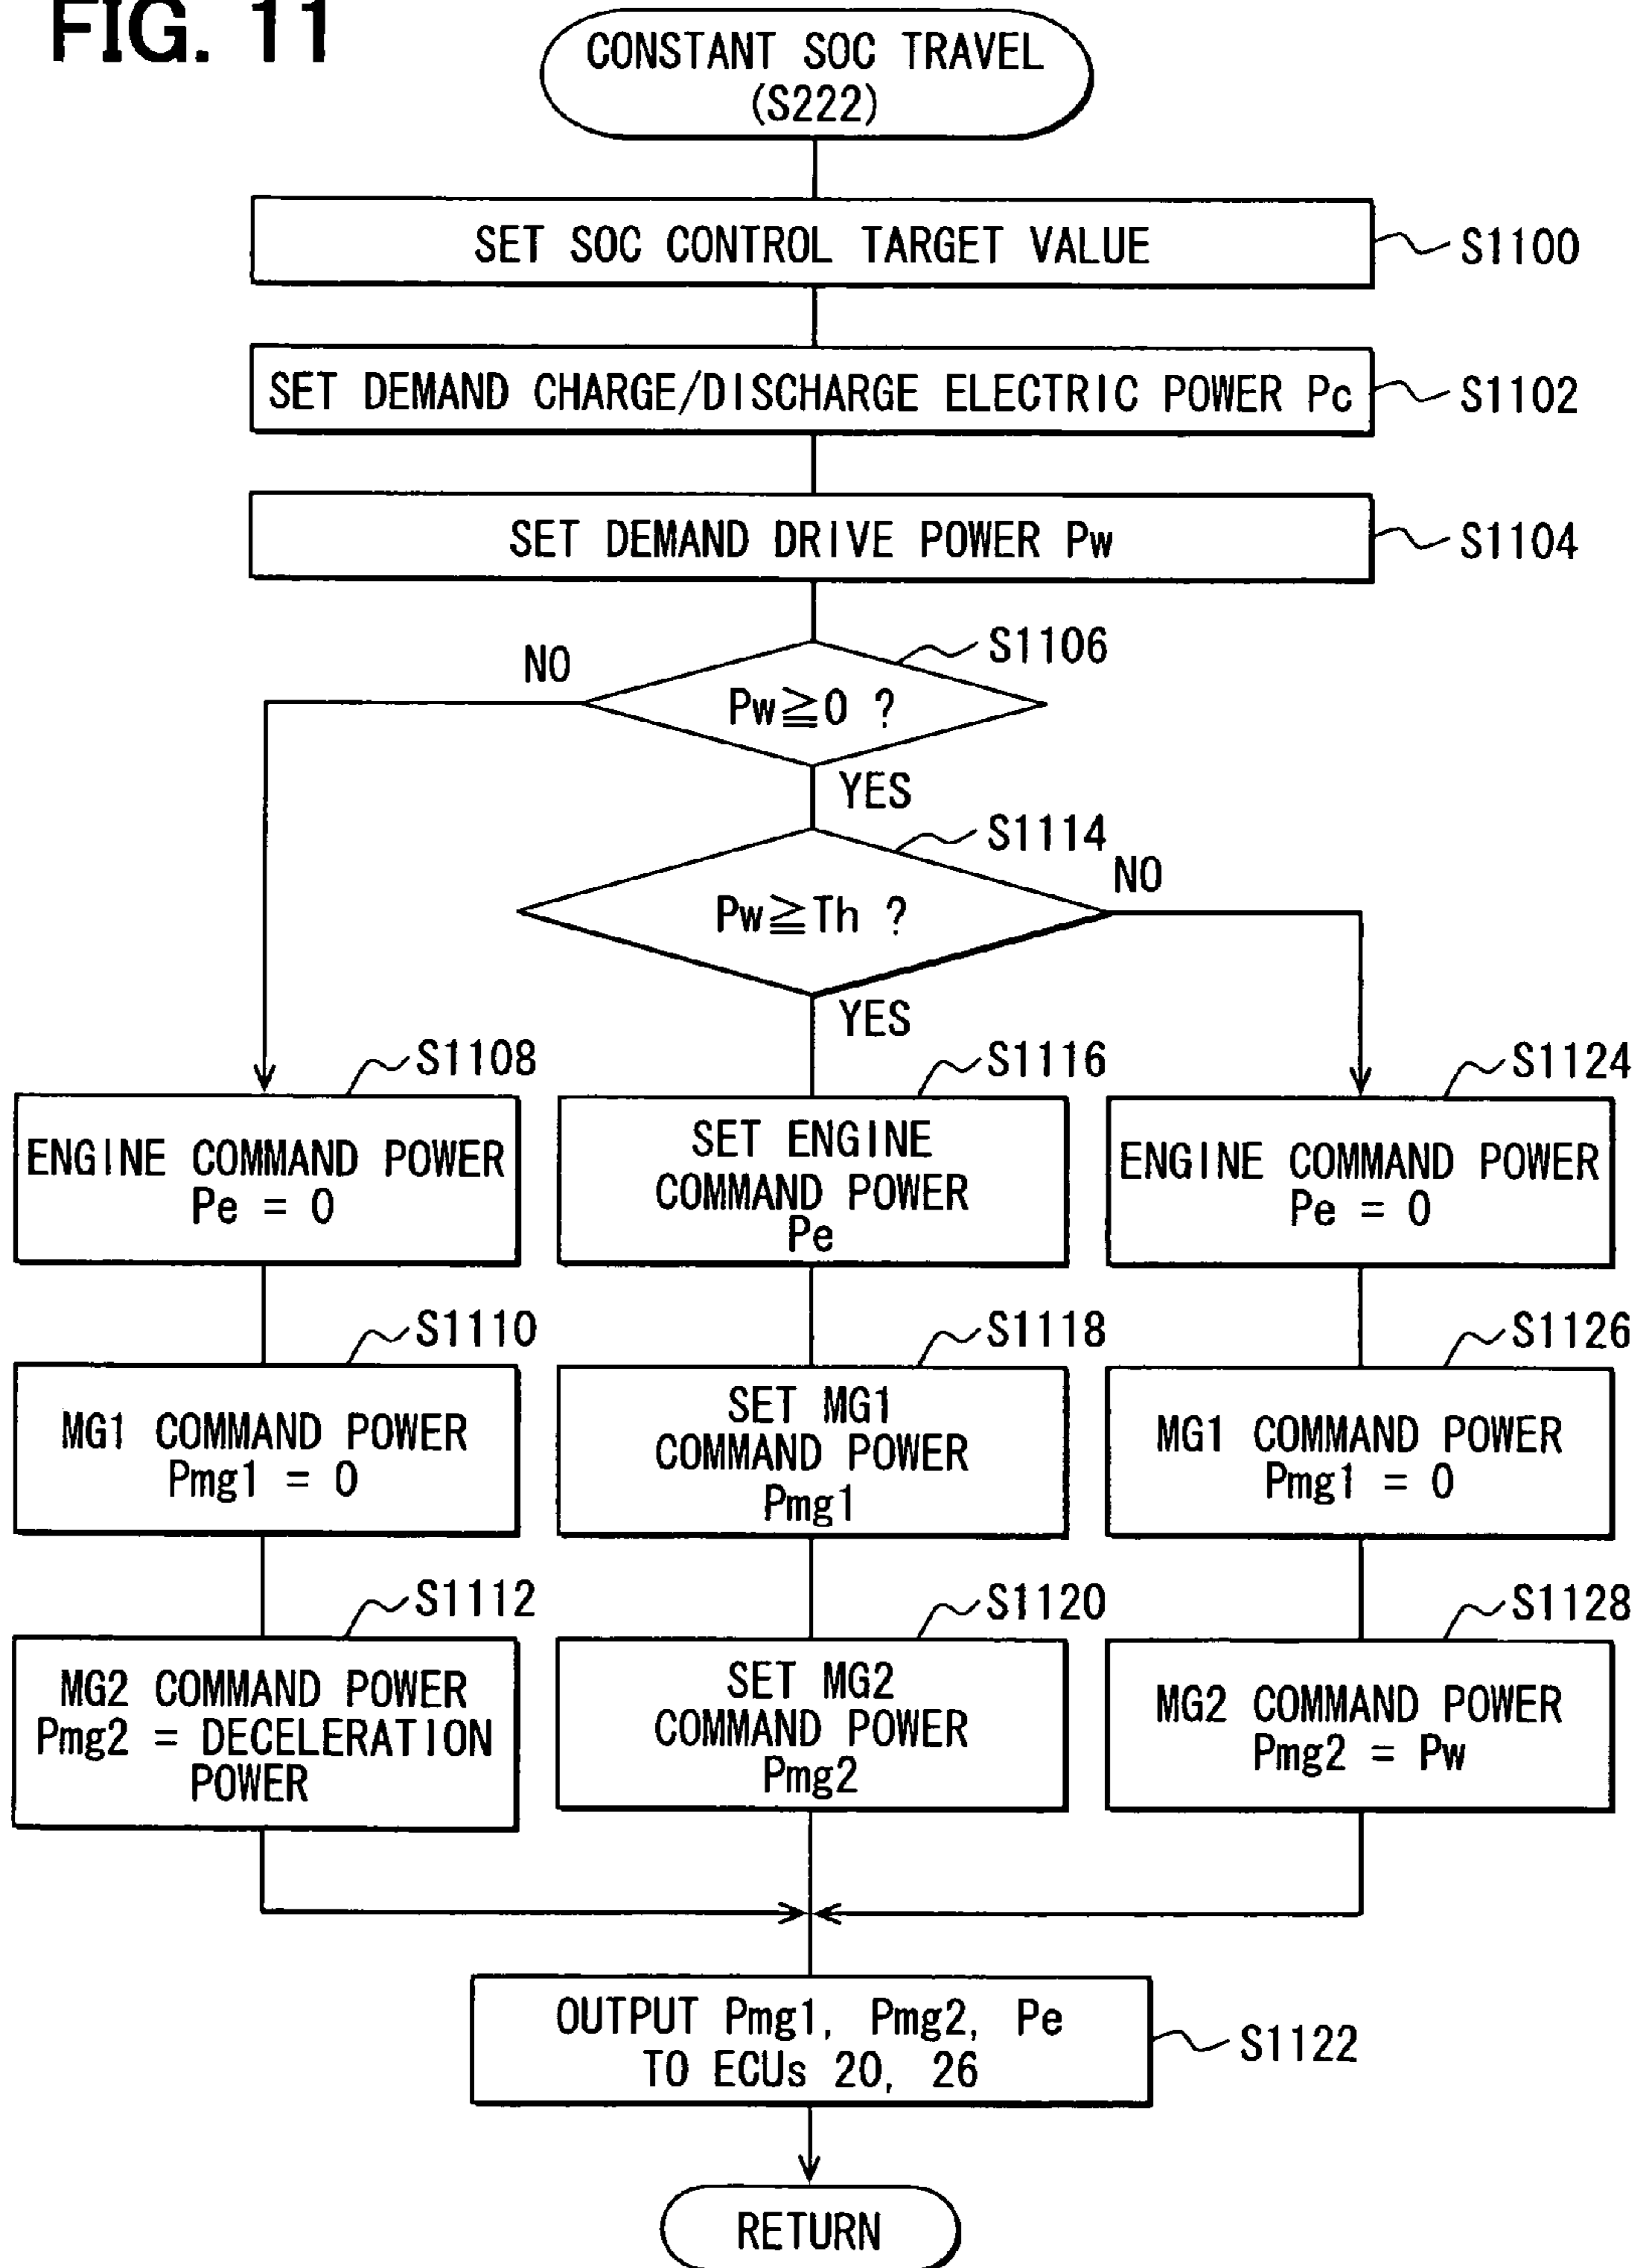 FIG. 11
CONSTANT SOC TRAVEL
(S222)
SET SOC CONTROL TARGET VALUE
S1100
SET DEMAND CHARGE/DISCHARGE ELECTRIC POWER Pc
S1102
SET DEMAND DRIVE POWER Pw
S1104
S1106
NO
Pw≧0 ?
YES
S1114
NO
Pw≧Th ?
YES
S1108
ENGINE COMMAND POWER
Pe = 0
S1110
MG1 COMMAND POWER
Pmg1 = 0
S1112
MG2 COMMAND POWER
Pmg2 = DECELERATION
POWER
S1116
SET ENGINE
COMMAND POWER
Pe
S1118
SET MG1
COMMAND POWER
Pmg1
S1120
SET MG2
COMMAND POWER
Pmg2
S1124
ENGINE COMMAND POWER
Pe = 0
S1126
MG1 COMMAND POWER
Pmg1 = 0
S1128
MG2 COMMAND POWER
Pmg2 = Pw
OUTPUT Pmg1, Pmg2, Pe
TO ECUs 20, 26
S1122
RETURN